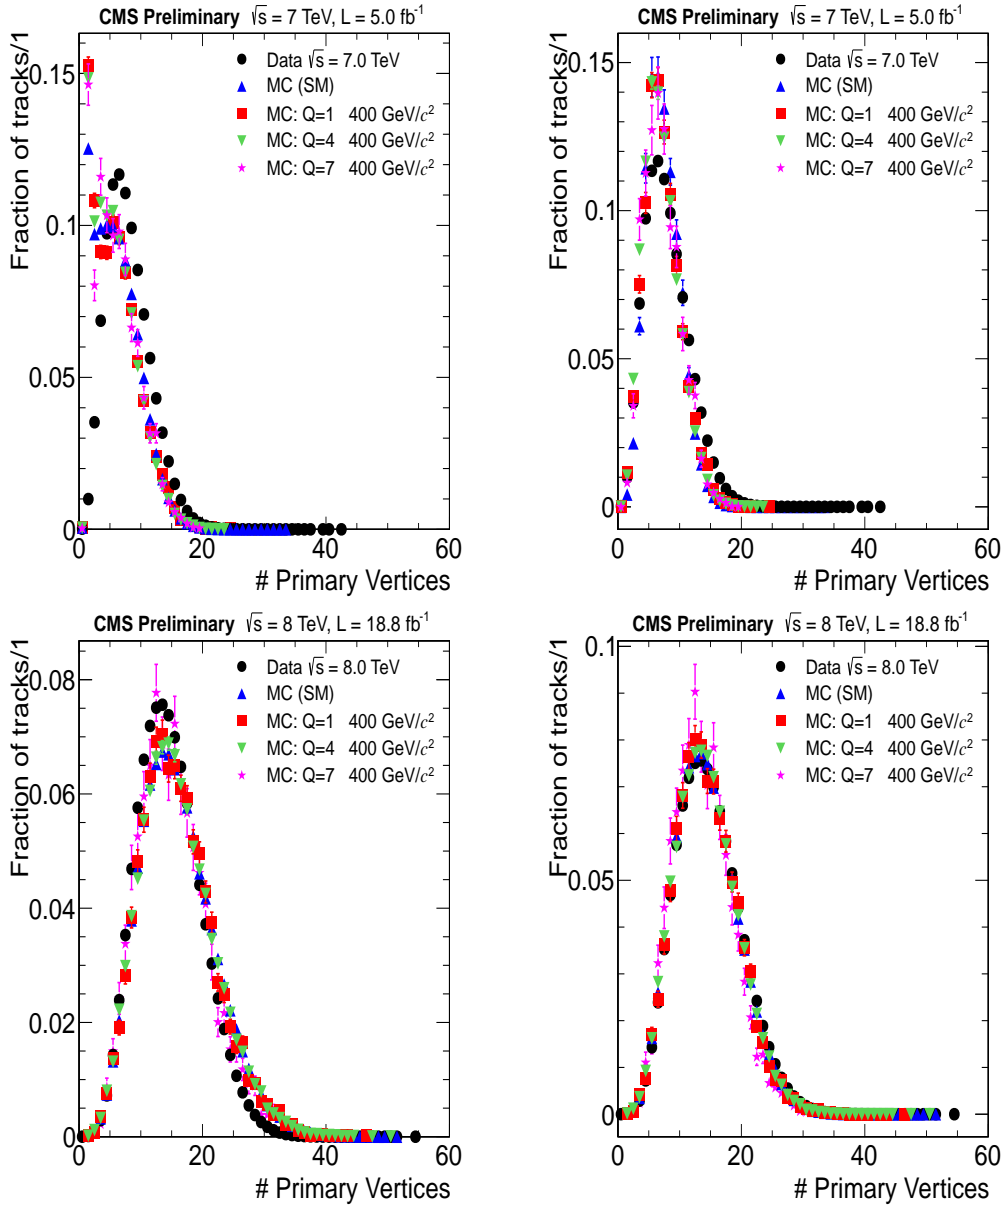 CMS Preliminary √s = 7 TeV, L = 5.0 fb⁻¹
Fraction of tracks/1
0.15
0.1
0.05
0
Data √s = 7.0 TeV
MC (SM)
MC: Q=1 400 GeV/c²
MC: Q=4 400 GeV/c²
MC: Q=7 400 GeV/c²
0 20 40 60
# Primary Vertices
CMS Preliminary √s = 7 TeV, L = 5.0 fb⁻¹
Fraction of tracks/1
0.15
0.1
0.05
0
Data √s = 7.0 TeV
MC (SM)
MC: Q=1 400 GeV/c²
MC: Q=4 400 GeV/c²
MC: Q=7 400 GeV/c²
0 20 40 60
# Primary Vertices
CMS Preliminary √s = 8 TeV, L = 18.8 fb⁻¹
Fraction of tracks/1
0.08
0.06
0.04
0.02
0
Data √s = 8.0 TeV
MC (SM)
MC: Q=1 400 GeV/c²
MC: Q=4 400 GeV/c²
MC: Q=7 400 GeV/c²
0 20 40 60
# Primary Vertices
CMS Preliminary √s = 8 TeV, L = 18.8 fb⁻¹
Fraction of tracks/1
0.1
0.05
0
Data √s = 8.0 TeV
MC (SM)
MC: Q=1 400 GeV/c²
MC: Q=4 400 GeV/c²
MC: Q=7 400 GeV/c²
0 20 40 60
# Primary Vertices